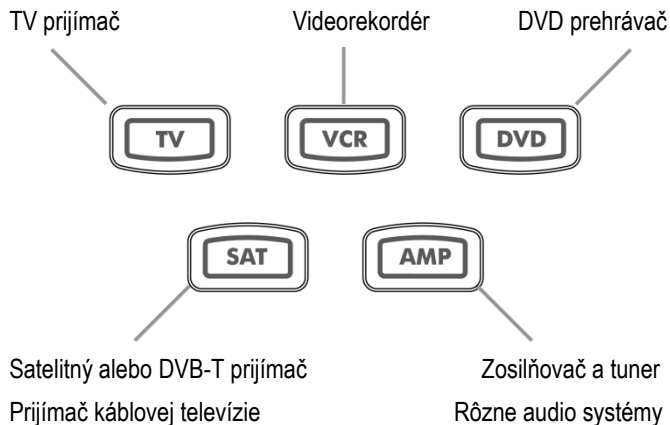 TV prijímač Videorekordér DVD prehrávač
TV VCR DVD
SAT AMP
Satelitný alebo DVB-T prijímač Zosilňovač a tuner
Prijímač káblovej televízie Rôzne audio systémy